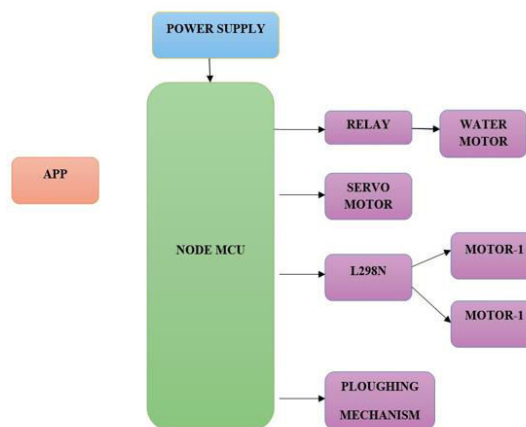 POWER SUPPLY
RELAY
WATER
MOTOR
APP
SERVO
MOTOR
NODE MCU
L298N
MOTOR-1
MOTOR-1
PLOUGHING
MECHANISM